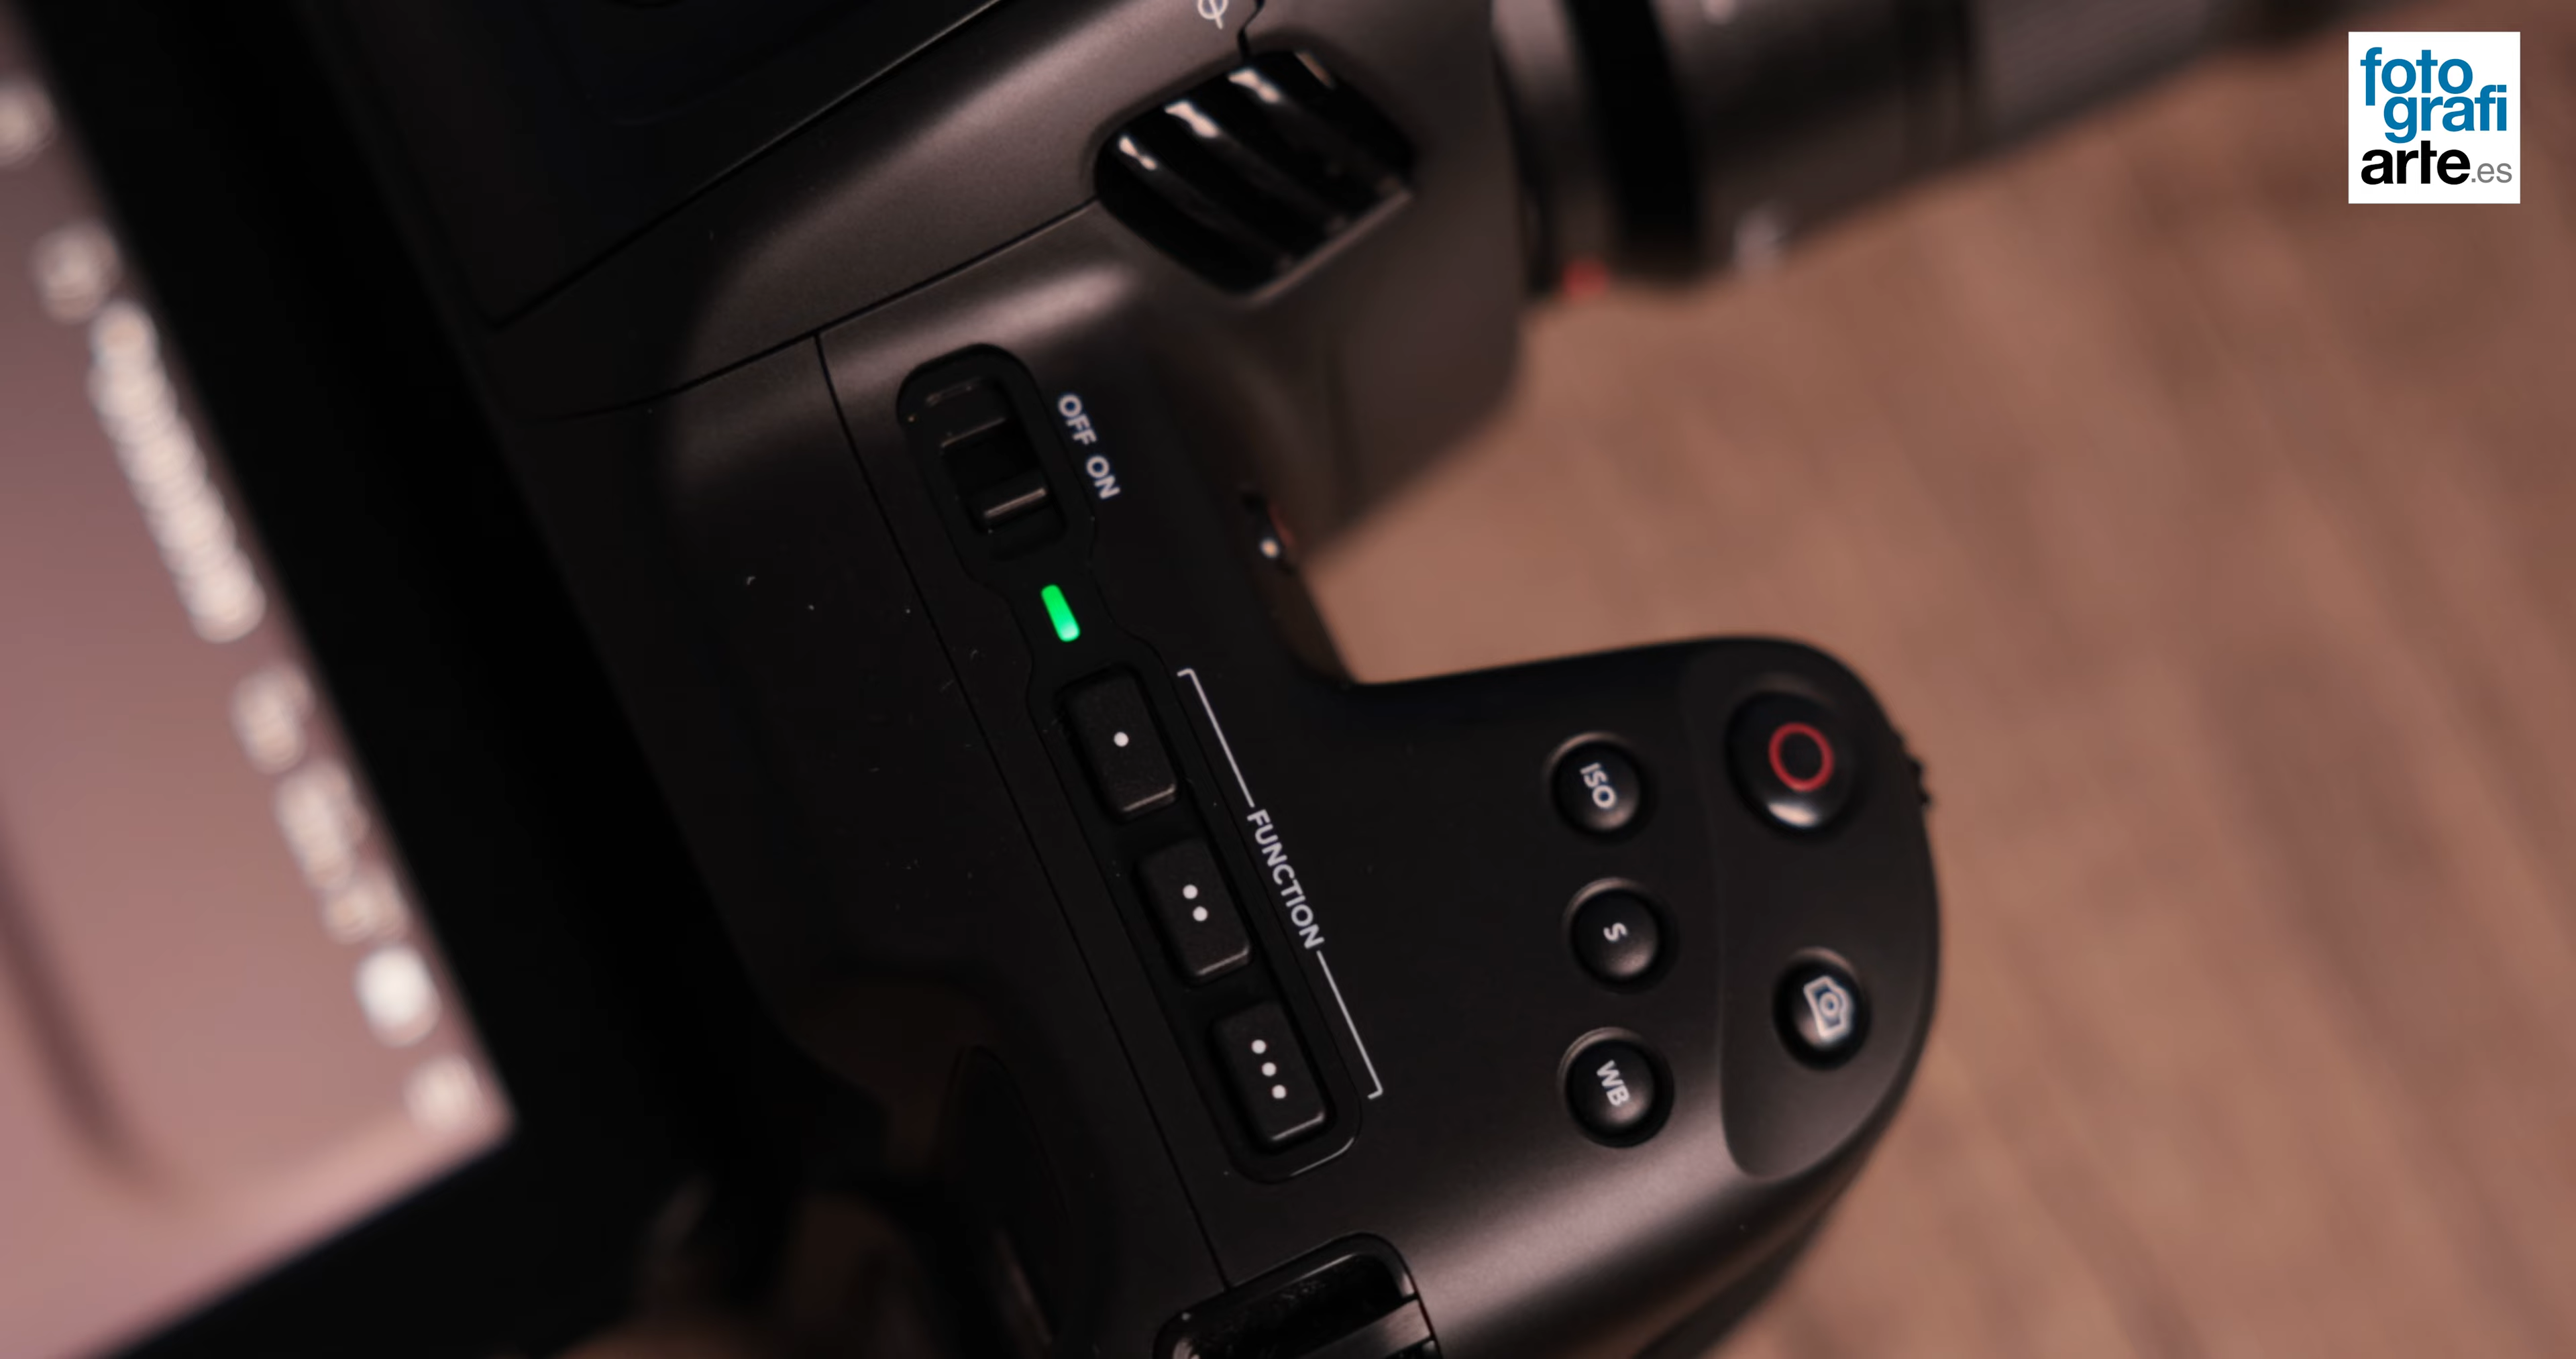 foto
grafi
arte.es
OFF ON
FUNCTION
ISO
S
WB